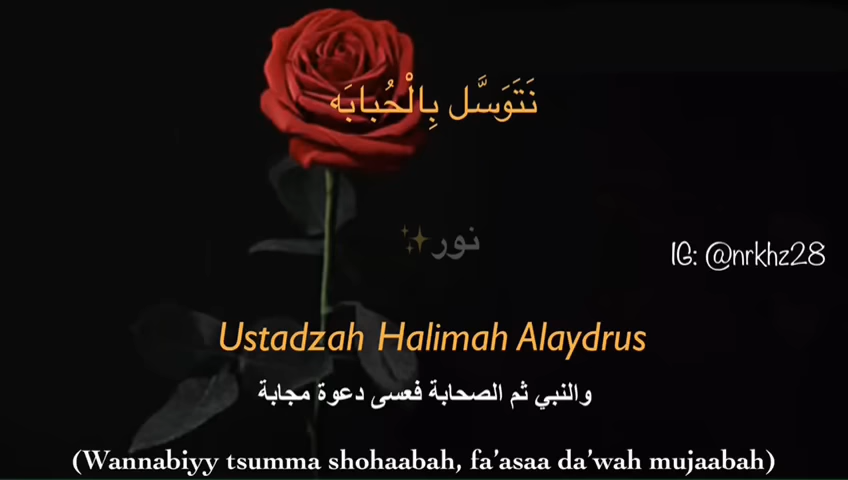 نَتَوَسَّل بِالْحُبابَه
نور✨
IG: @nrkhz28
Ustadzah Halimah Alaydrus
والنبي ثم الصحابة فعسى دعوة مجابة
(Wannabiyy tsumma shohaabah, fa’asaa da’wah mujaabah)